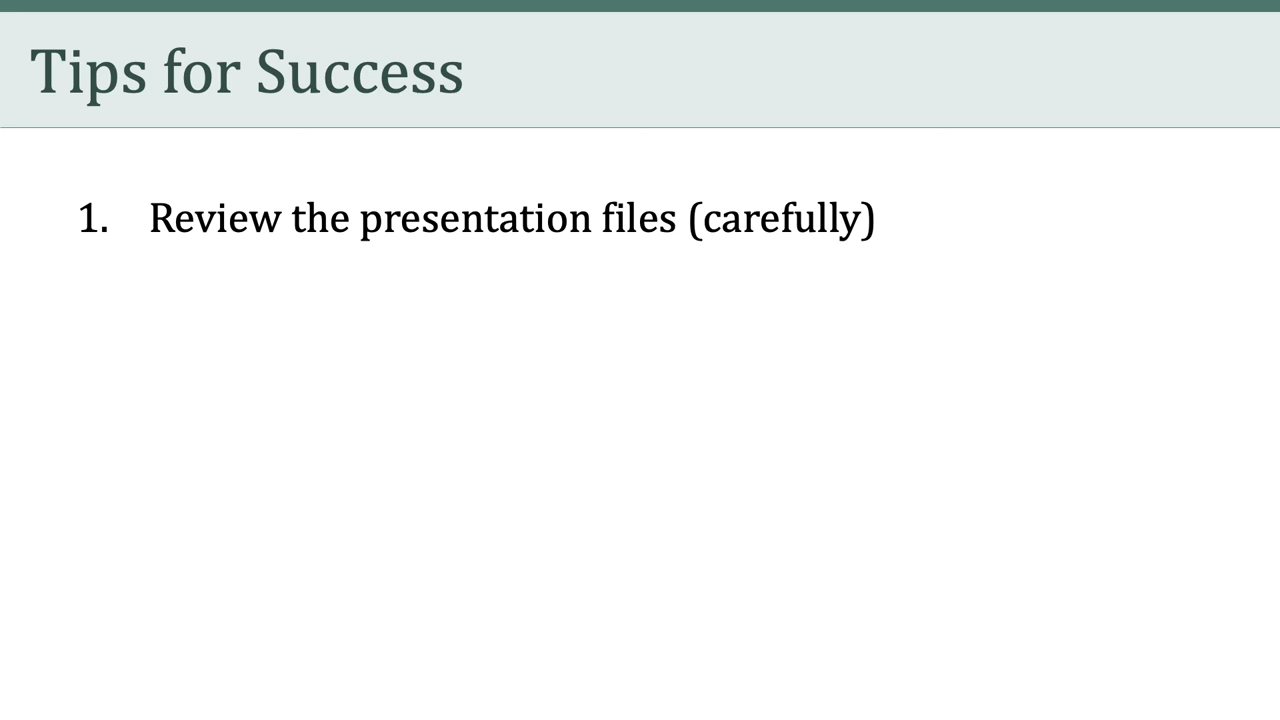 Tips for Success
1. Review the presentation files (carefully)